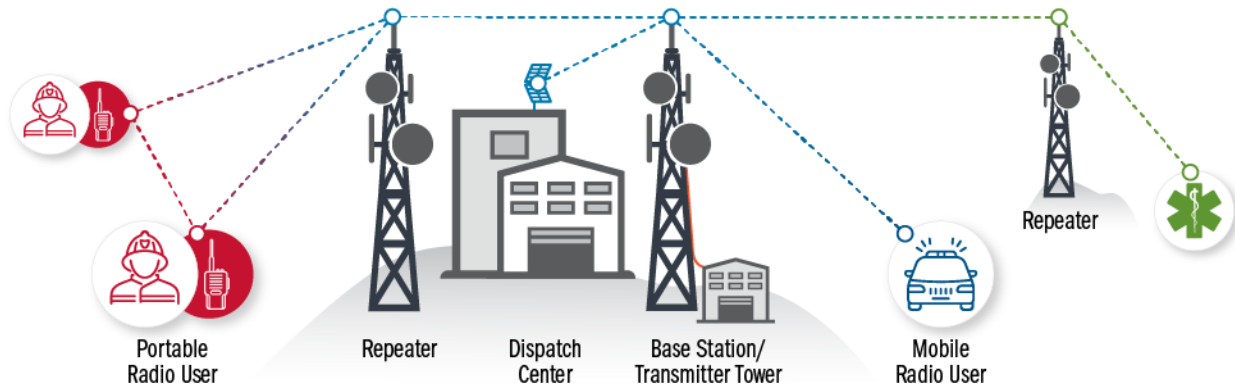 Repeater
Portable
Radio User
Repeater
Dispatch
Center
Base Station/
Transmitter Tower
Mobile
Radio User